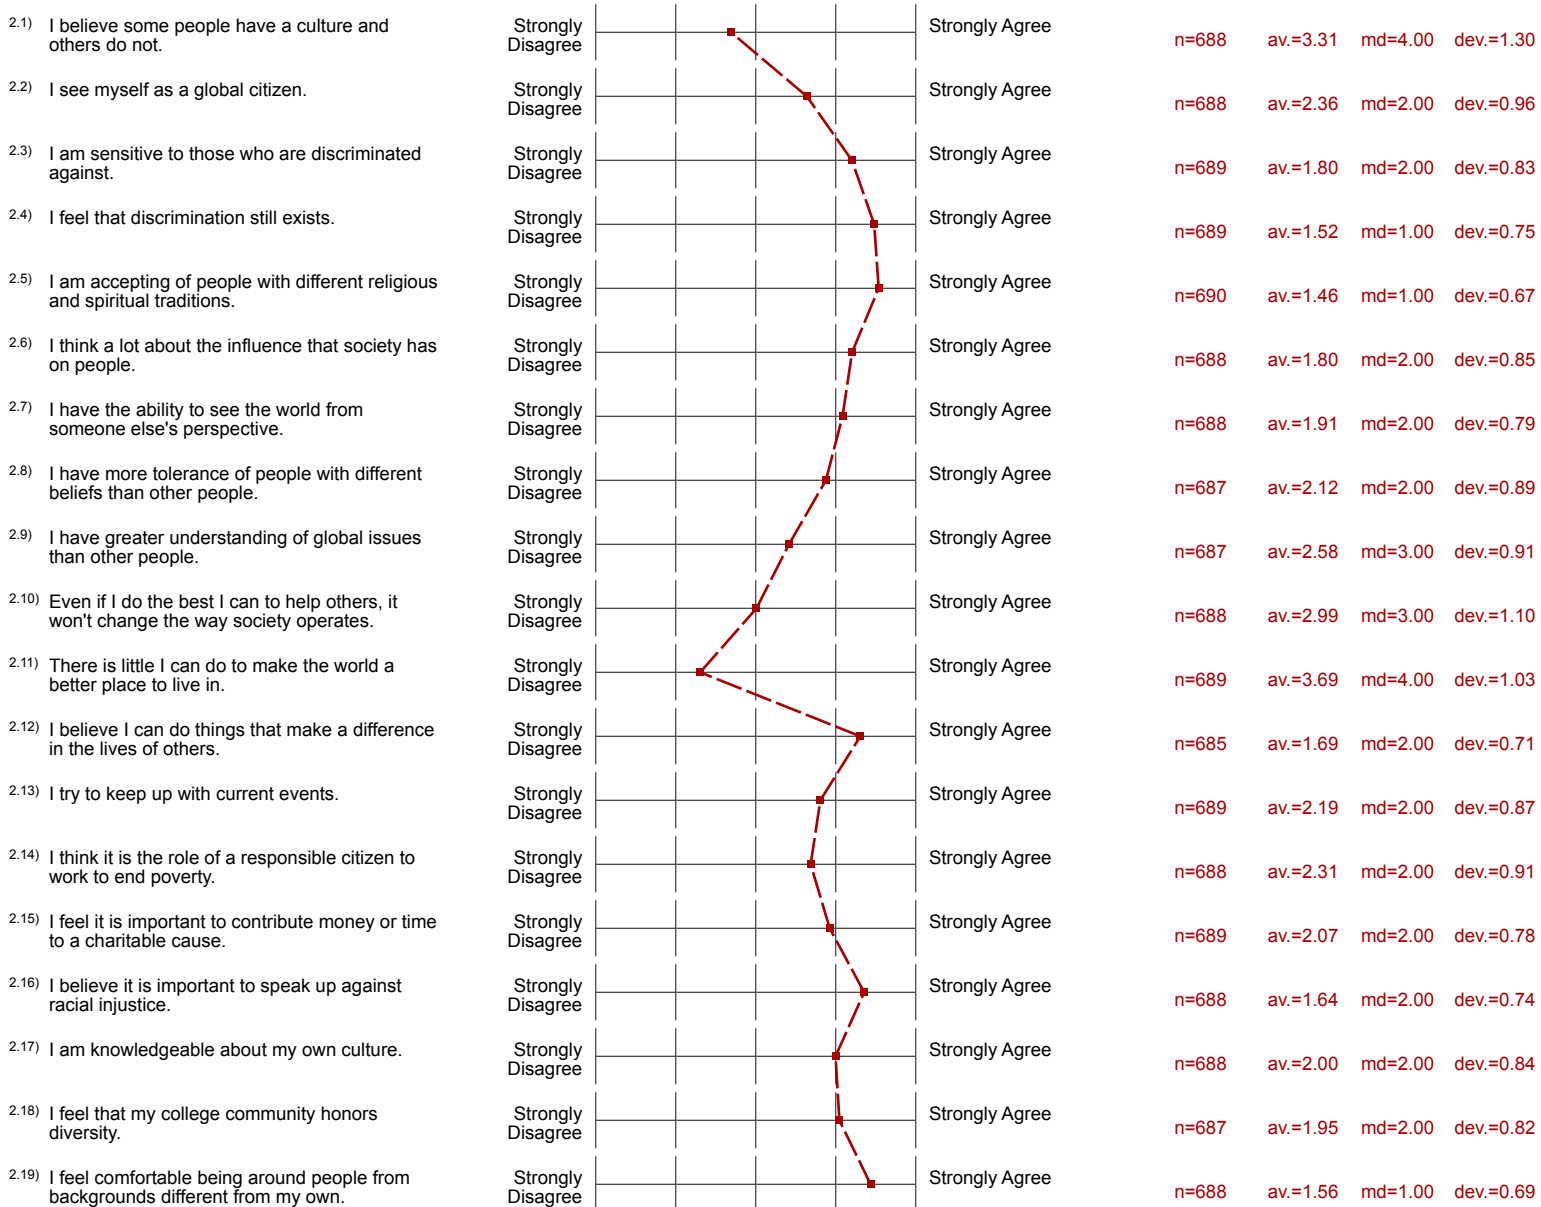 2.1) I believe some people have a culture and
others do not.
Strongly
Disagree
Strongly Agree
n=688 av.=3.31 md=4.00 dev.=1.30
2.2) I see myself as a global citizen.
Strongly
Disagree
Strongly Agree
n=688 av.=2.36 md=2.00 dev.=0.96
2.3) I am sensitive to those who are discriminated
against.
Strongly
Disagree
Strongly Agree
n=689 av.=1.80 md=2.00 dev.=0.83
2.4) I feel that discrimination still exists.
Strongly
Disagree
Strongly Agree
n=689 av.=1.52 md=1.00 dev.=0.75
2.5) I am accepting of people with different religious
and spiritual traditions.
Strongly
Disagree
Strongly Agree
n=690 av.=1.46 md=1.00 dev.=0.67
2.6) I think a lot about the influence that society has
on people.
Strongly
Disagree
Strongly Agree
n=688 av.=1.80 md=2.00 dev.=0.85
2.7) I have the ability to see the world from
someone else's perspective.
Strongly
Disagree
Strongly Agree
n=688 av.=1.91 md=2.00 dev.=0.79
2.8) I have more tolerance of people with different
beliefs than other people.
Strongly
Disagree
Strongly Agree
n=687 av.=2.12 md=2.00 dev.=0.89
2.9) I have greater understanding of global issues
than other people.
Strongly
Disagree
Strongly Agree
n=687 av.=2.58 md=3.00 dev.=0.91
2.10) Even if I do the best I can to help others, it
won't change the way society operates.
Strongly
Disagree
Strongly Agree
n=688 av.=2.99 md=3.00 dev.=1.10
2.11) There is little I can do to make the world a
better place to live in.
Strongly
Disagree
Strongly Agree
n=689 av.=3.69 md=4.00 dev.=1.03
2.12) I believe I can do things that make a difference
in the lives of others.
Strongly
Disagree
Strongly Agree
n=685 av.=1.69 md=2.00 dev.=0.71
2.13) I try to keep up with current events.
Strongly
Disagree
Strongly Agree
n=689 av.=2.19 md=2.00 dev.=0.87
2.14) I think it is the role of a responsible citizen to
work to end poverty.
Strongly
Disagree
Strongly Agree
n=688 av.=2.31 md=2.00 dev.=0.91
2.15) I feel it is important to contribute money or time
to a charitable cause.
Strongly
Disagree
Strongly Agree
n=689 av.=2.07 md=2.00 dev.=0.78
2.16) I believe it is important to speak up against
racial injustice.
Strongly
Disagree
Strongly Agree
n=688 av.=1.64 md=2.00 dev.=0.74
2.17) I am knowledgeable about my own culture.
Strongly
Disagree
Strongly Agree
n=688 av.=2.00 md=2.00 dev.=0.84
2.18) I feel that my college community honors
diversity.
Strongly
Disagree
Strongly Agree
n=687 av.=1.95 md=2.00 dev.=0.82
2.19) I feel comfortable being around people from
backgrounds different from my own.
Strongly
Disagree
Strongly Agree
n=688 av.=1.56 md=1.00 dev.=0.69